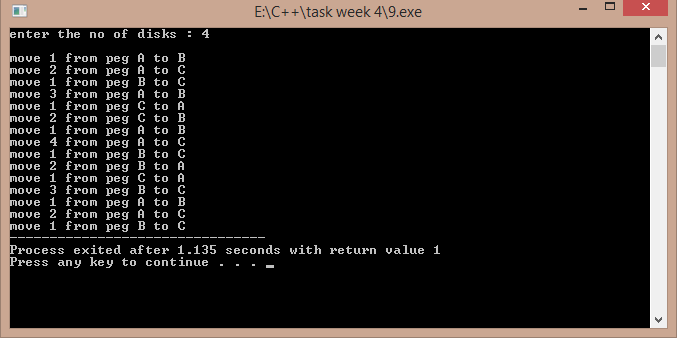 E:\C++\task week 4\9.exe
enter the no of disks : 4
move 1 from peg A to B
move 2 from peg A to C
move 1 from peg B to C
move 3 from peg A to B
move 1 from peg C to A
move 2 from peg C to B
move 1 from peg A to B
move 4 from peg A to C
move 1 from peg B to C
move 2 from peg B to A
move 1 from peg C to A
move 3 from peg B to C
move 1 from peg A to B
move 2 from peg A to C
move 1 from peg B to C
--------------------------------
Process exited after 1.135 seconds with return value 1
Press any key to continue . . . _